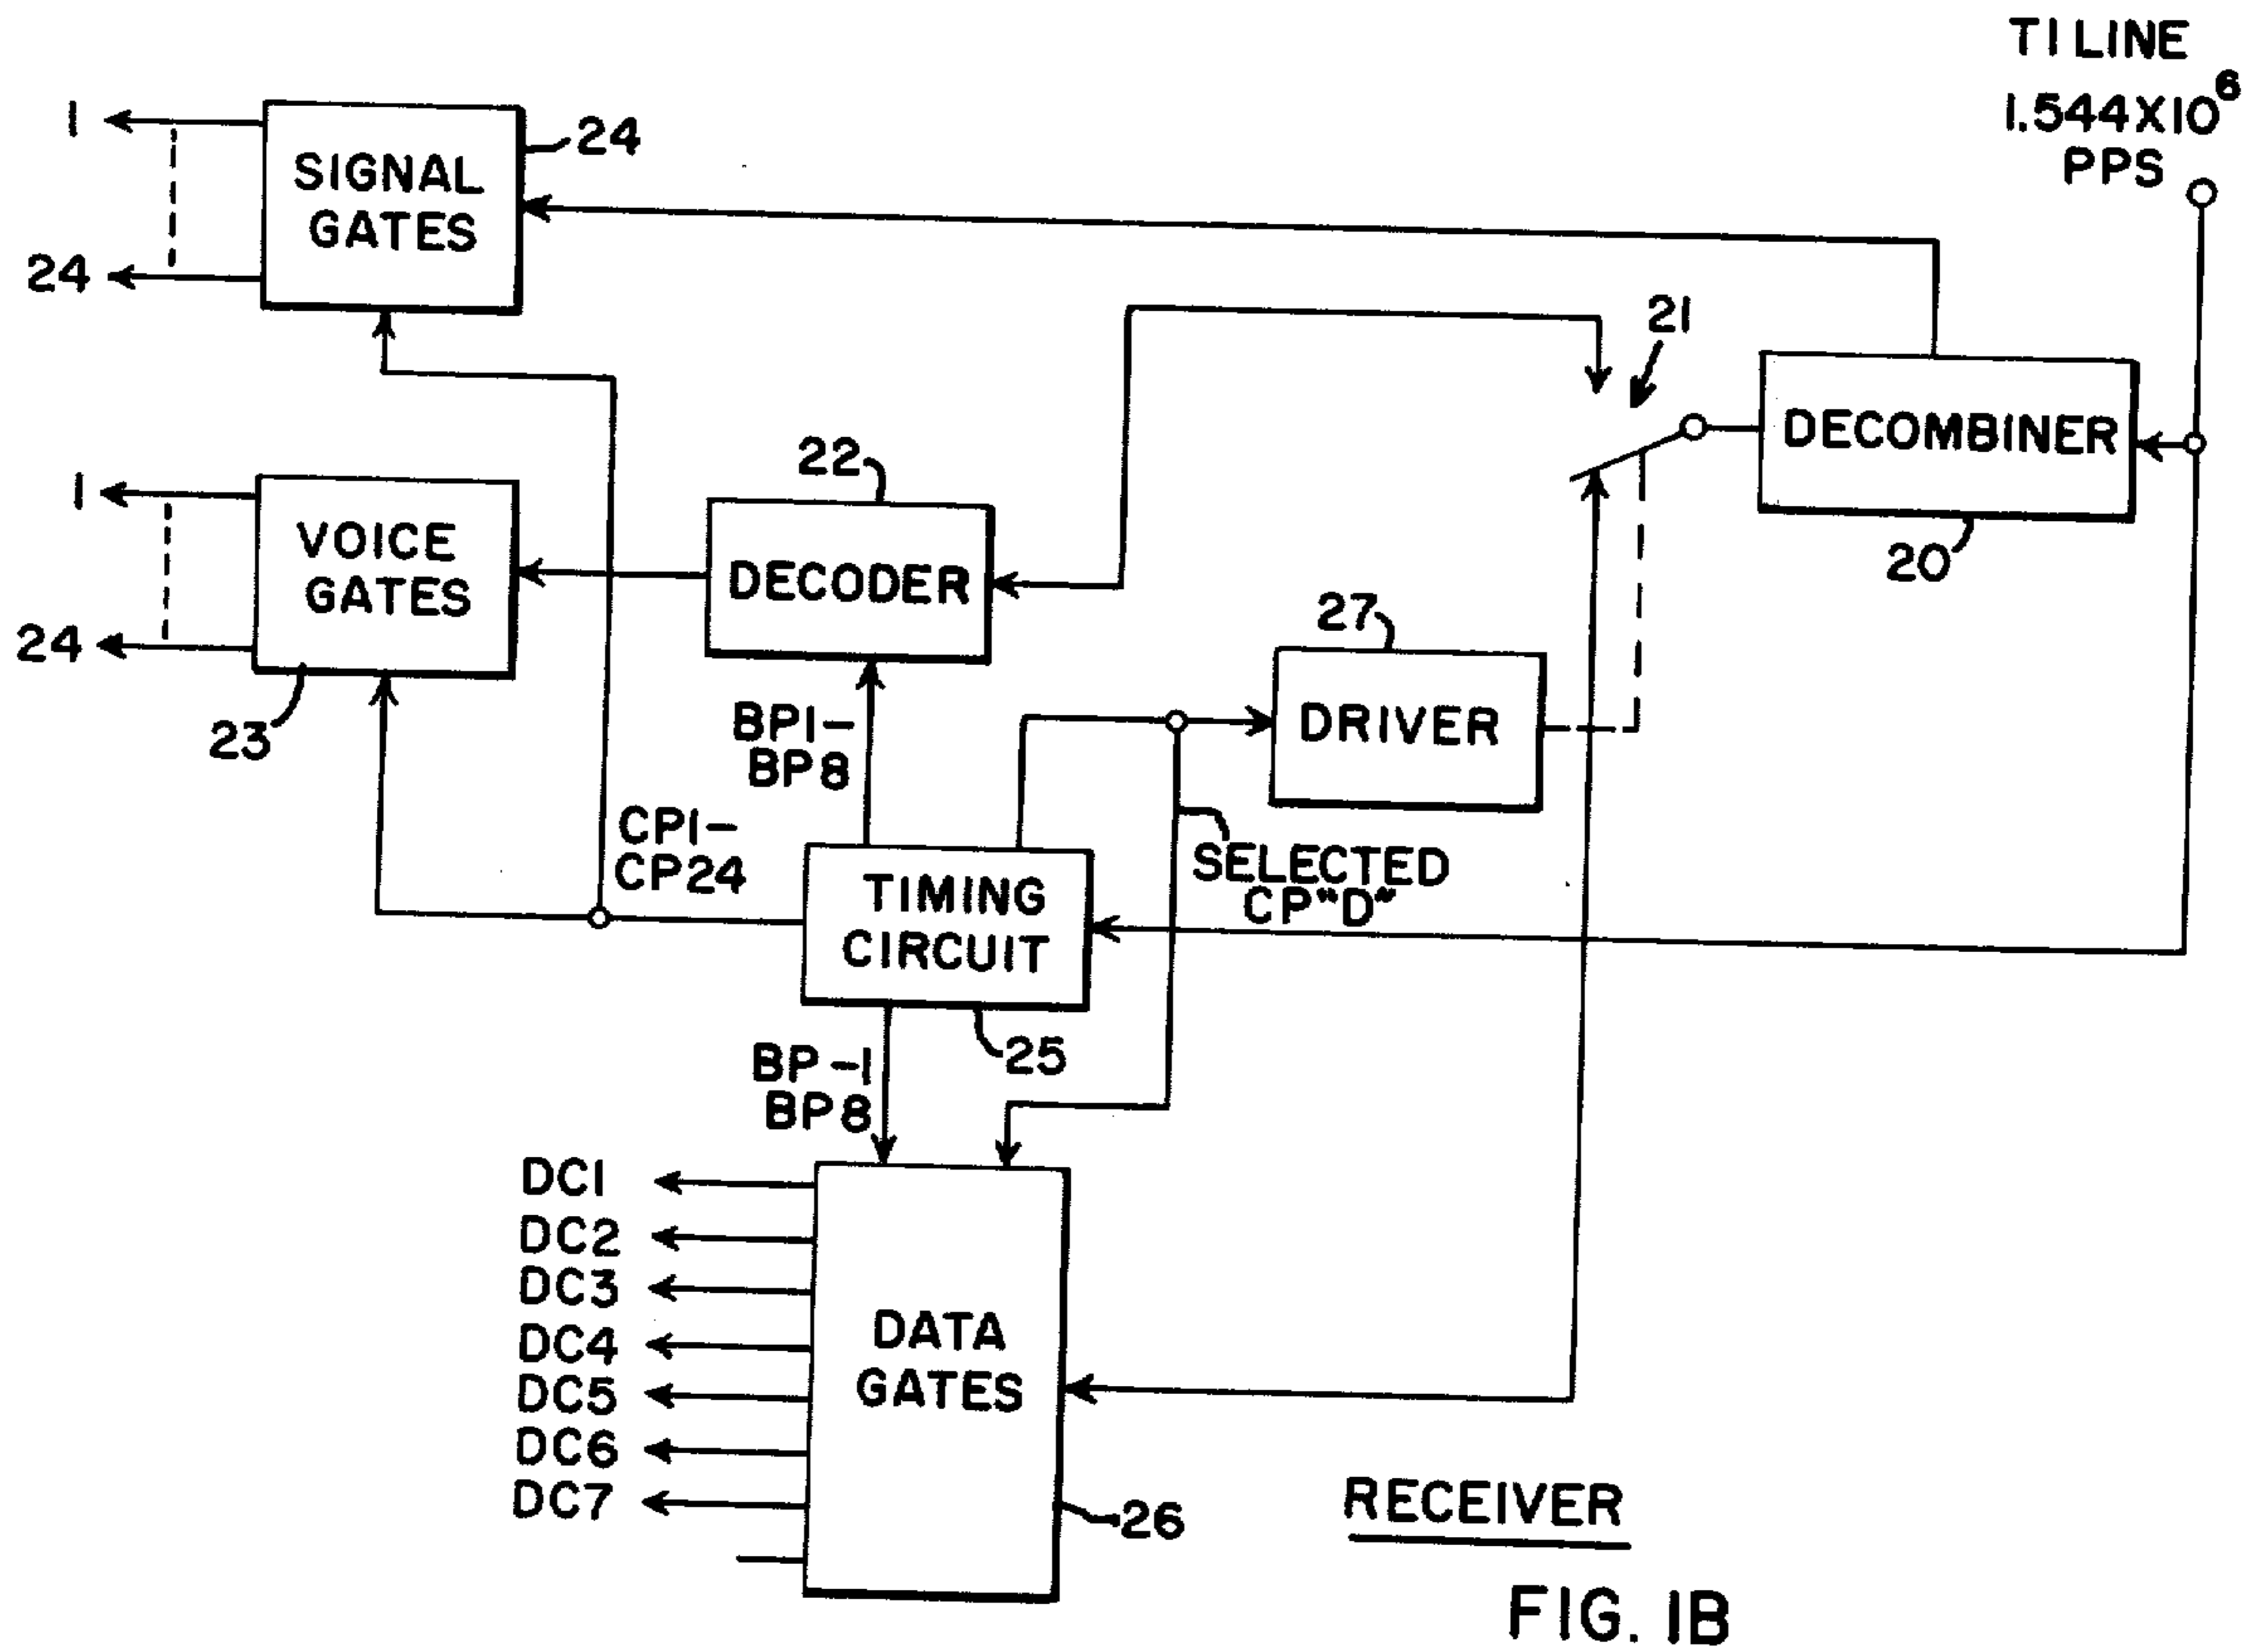 T1 LINE
1.544X10⁶
PPS
1
24
SIGNAL
GATES
24
21
DECOMBINER
20
1
24
VOICE
GATES
23
22
DECODER
27
DRIVER
BP1-
BP8
CP1-
CP24
SELECTED
CP"D"
TIMING
CIRCUIT
25
BP-1
BP8
DC1
DC2
DC3
DC4
DC5
DC6
DC7
DATA
GATES
26
RECEIVER
FIG. 1B